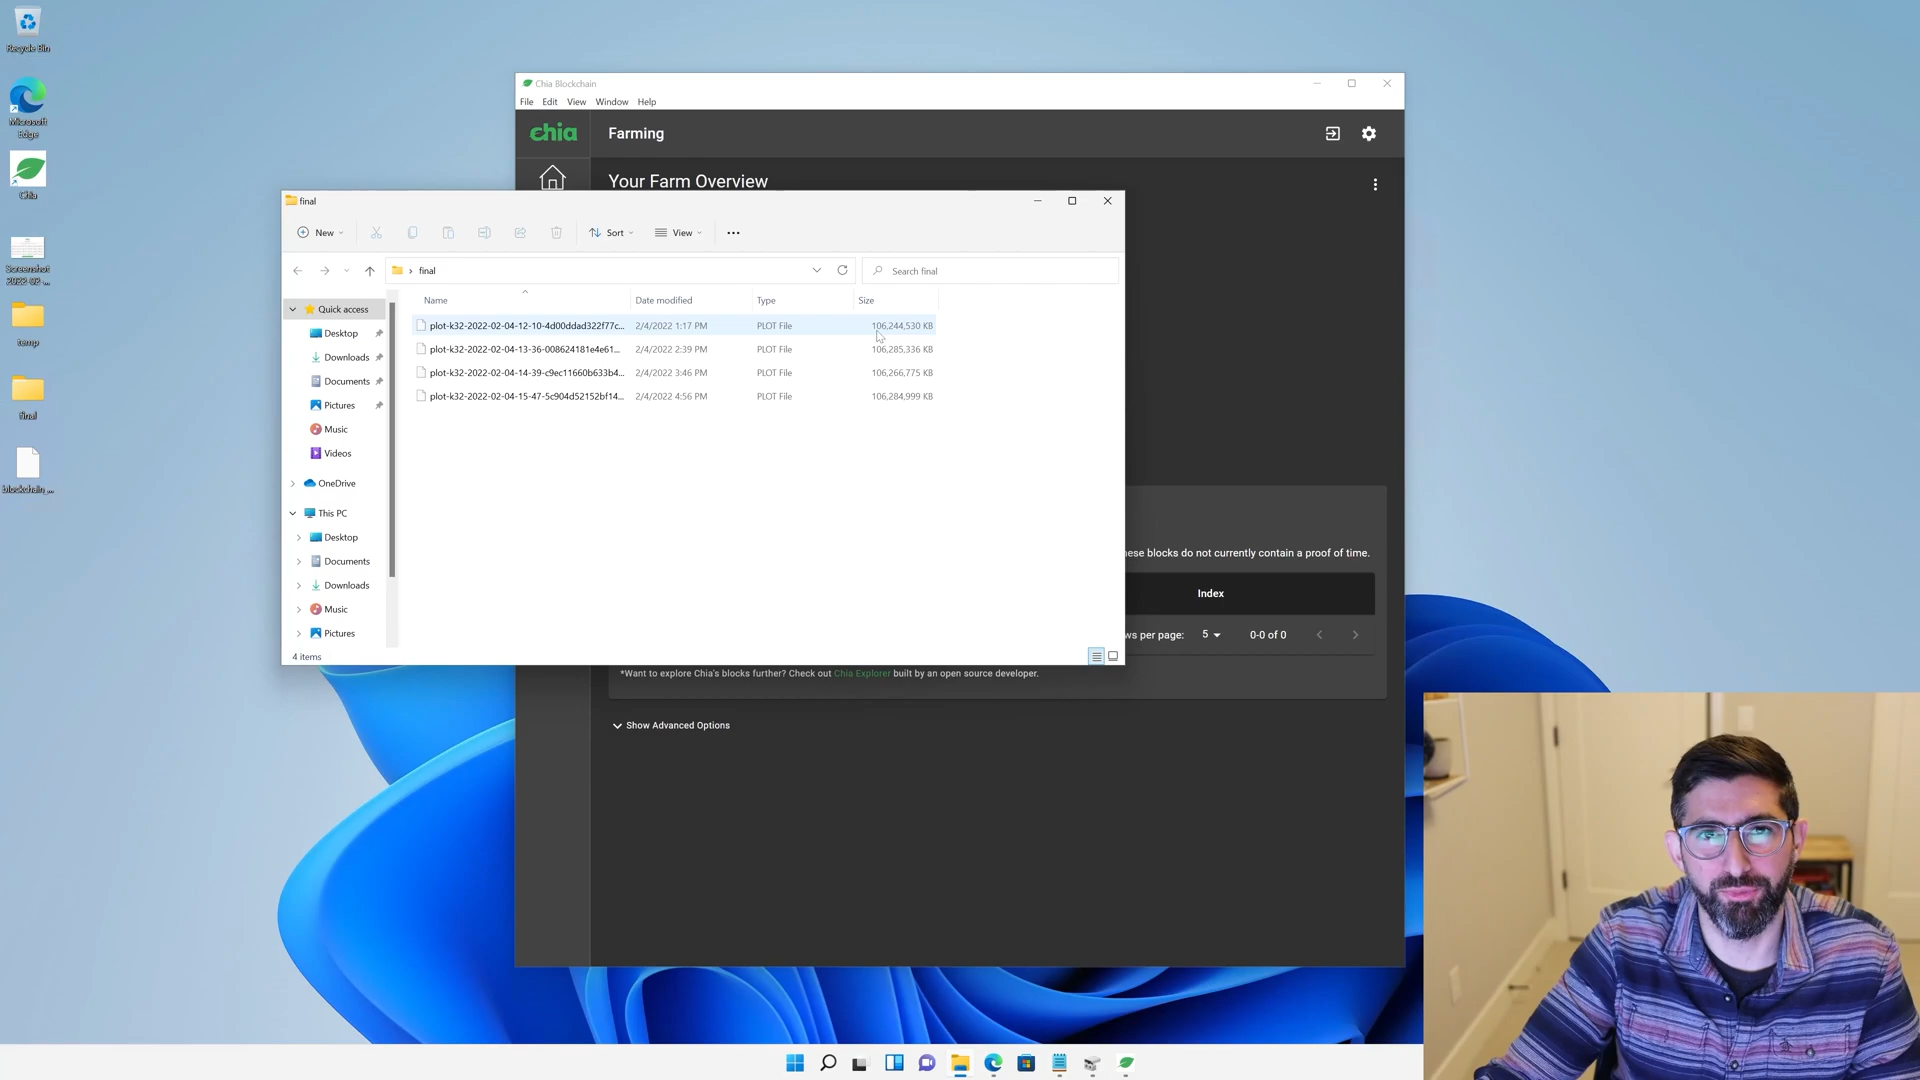 Recycle Bin
Microsoft Edge
Chia
Screenshot 2022-02 ...
temp
final
blockchain_...
Chia Blockchain
File Edit View Window Help
chia
Farming
Your Farm Overview
final
New
Sort
View
final
Search final
Name
Date modified
Type
Size
plot-k32-2022-02-04-12-10-4d00ddad322f77c... 2/4/2022 1:17 PM PLOT File 106,244,530 KB
plot-k32-2022-02-04-13-36-008624181e4e61... 2/4/2022 2:39 PM PLOT File 106,285,336 KB
plot-k32-2022-02-04-14-39-c9ec11660b633b4... 2/4/2022 3:46 PM PLOT File 106,266,775 KB
plot-k32-2022-02-04-15-47-5c904d52152bf14... 2/4/2022 4:56 PM PLOT File 106,284,999 KB
Quick access
Desktop
Downloads
Documents
Pictures
Music
Videos
OneDrive
This PC
Desktop
Documents
Downloads
Music
Pictures
4 items
these blocks do not currently contain a proof of time.
Index
ws per page: 5 0-0 of 0
*Want to explore Chia's blocks further? Check out Chia Explorer built by an open source developer.
Show Advanced Options